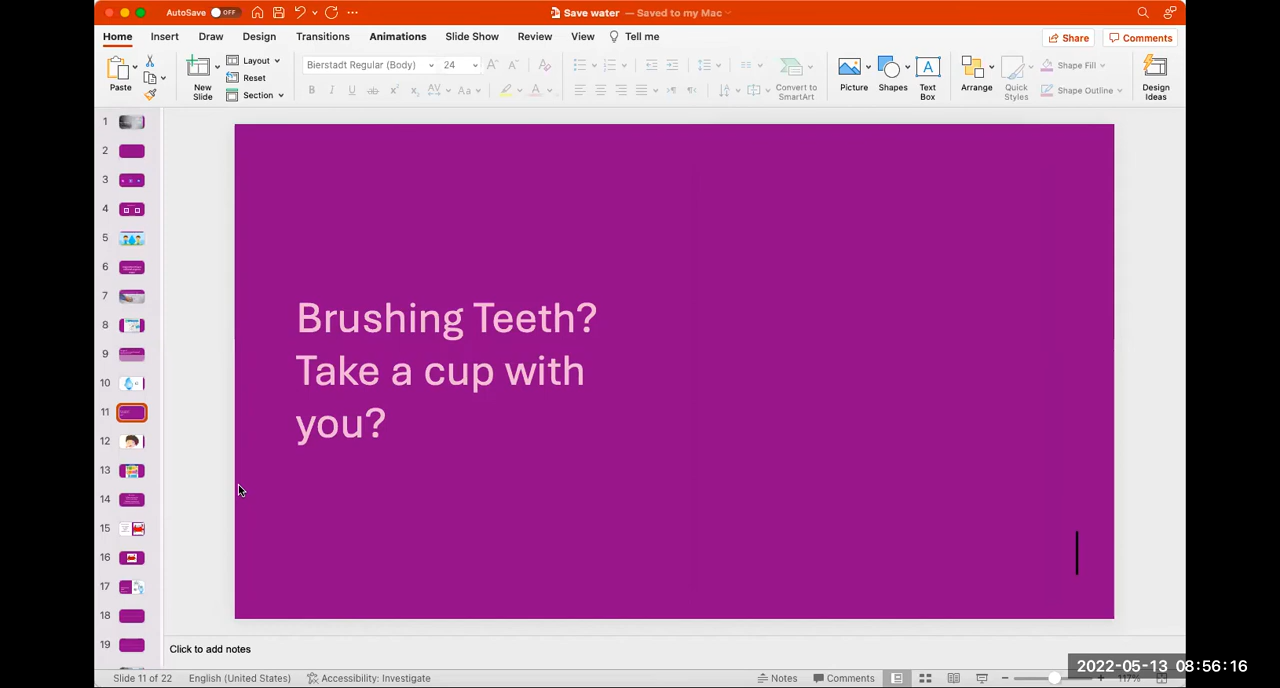 AutoSave OFF
Save water — Saved to my Mac
Home Insert Draw Design Transitions Animations Slide Show Review View Tell me
Share Comments
Paste
New Slide
Layout
Reset
Section
Bierstadt Regular (Body) 24
Convert to SmartArt
Picture Shapes Text Box
Arrange Quick Styles
Shape Fill
Shape Outline
Design Ideas
1
2
3
4
5
6
7
8
9
10
11
12
13
14
15
16
17
18
19
Brushing Teeth?
Take a cup with
you?
Click to add notes
Slide 11 of 22 English (United States) Accessibility: Investigate Notes Comments 117%
2022-05-13 08:56:16